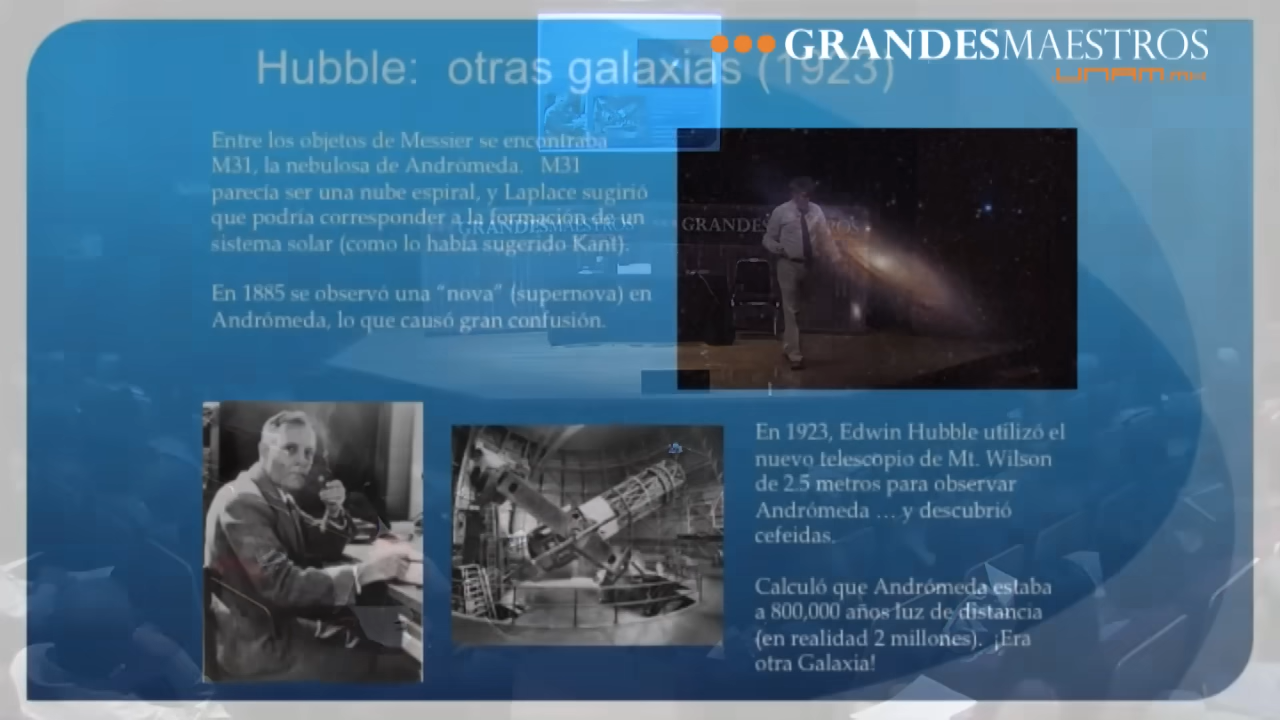 GRANDESMAESTROS
UNAM.mx
Hubble: otras galaxias (1923)
Entre los objetos de Messier se encontraba
M31, la nebulosa de Andrómeda. M31
parecía ser una nube espiral, y Laplace sugirió
que podría corresponder a la formación de un
sistema solar (como lo había sugerido Kant).
En 1885 se observó una “nova” (supernova) en
Andrómeda, lo que causó gran confusión.
GRANDESMAESTROS
GRANDESMAESTROS
En 1923, Edwin Hubble utilizó el
nuevo telescopio de Mt. Wilson
de 2.5 metros para observar
Andrómeda … y descubrió
cefeidas.
Calculó que Andrómeda estaba
a 800,000 años luz de distancia
(en realidad 2 millones). ¡Era
otra Galaxia!